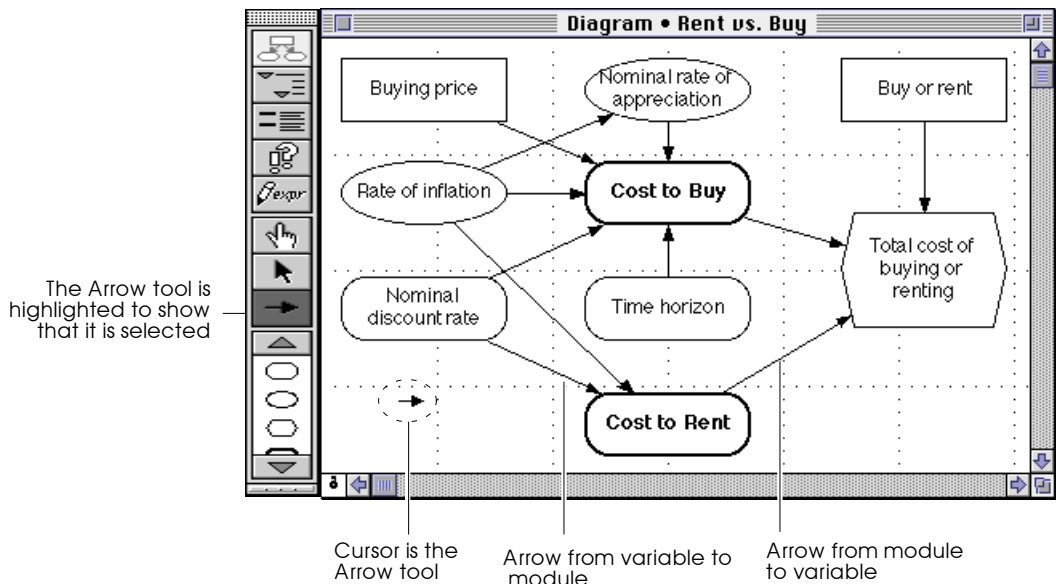 Diagram • Rent vs. Buy
Buying price
Nominal rate of
appreciation
Buy or rent
expr
Rate of inflation
Cost to Buy
Total cost of
buying or
renting
The Arrow tool is
highlighted to show
that it is selected
Nominal
discount rate
Time horizon
Cost to Rent
Cursor is the
Arrow tool
Arrow from variable to
module
Arrow from module
to variable